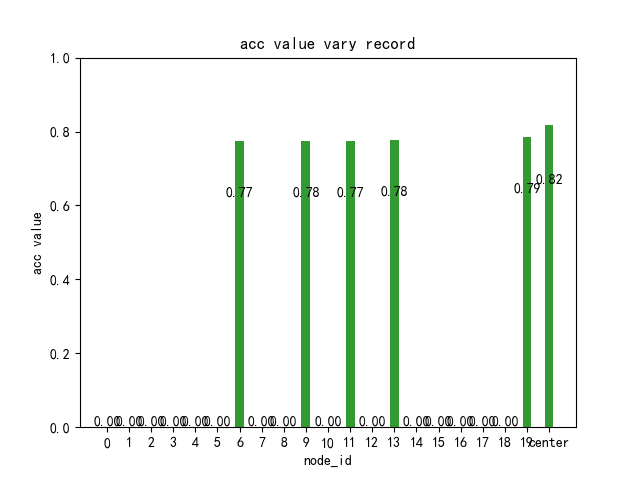 acc value vary record
1.0
0.8
0.6
0.4
0.2
0.0
acc value
0.82
0.79
0.77 0.78 0.77 0.78
0.00 0.00 0.00 0.00 0.00 0.00 0.00 0.00 0.00 0.00 0.00 0.00 0.00 0.00 0.00
0 1 2 3 4 5 6 7 8 9 10 11 12 13 14 15 16 17 18 19 center
node_id